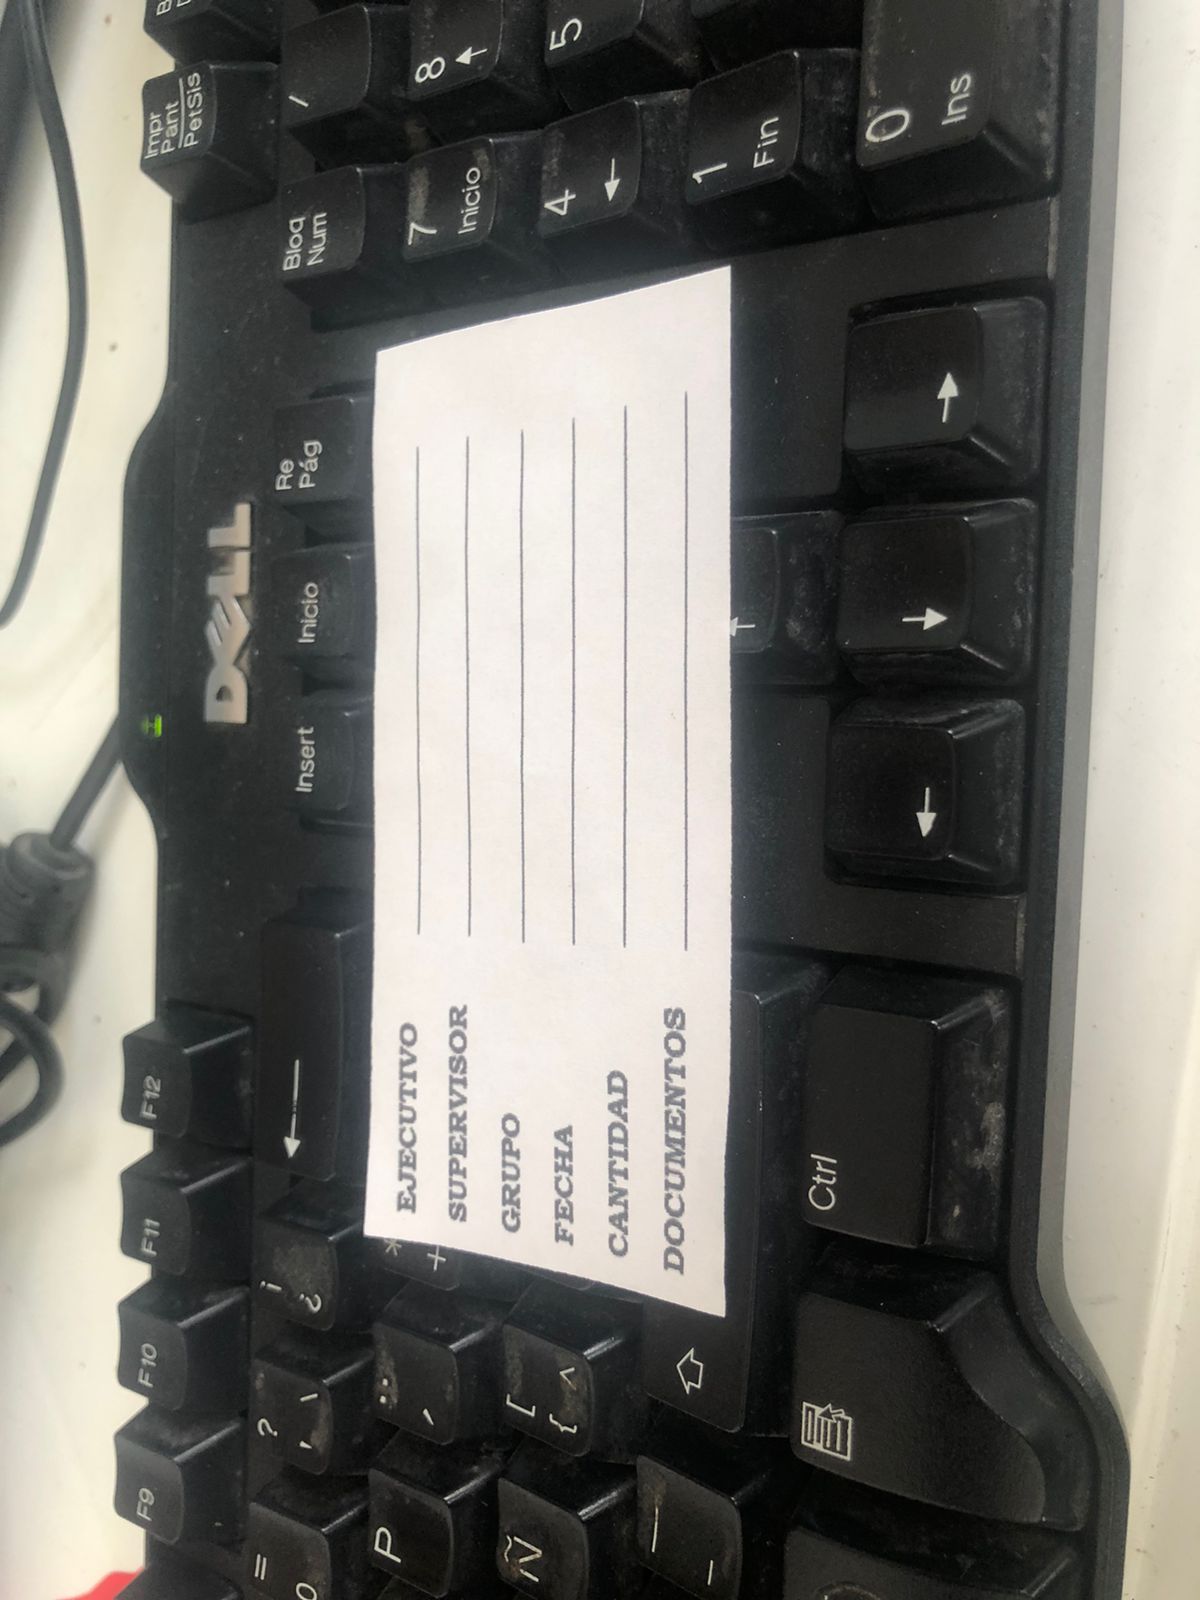 EJECUTIVO
SUPERVISOR
GRUPO
FECHA
CANTIDAD
DOCUMENTOS
DELL
F9
F10
F11
F12
Impr
Pant
PetSis
Insert
Inicio
Re
Pág
Bloq
Num
/
= 0
? '
¡ ¿
←
7
Inicio
8
↑
P
* +
4
←
5
Ñ
[ {
^
1
Fin
_ -
⇧
↑
0
Ins
Ctrl
←
↓
→